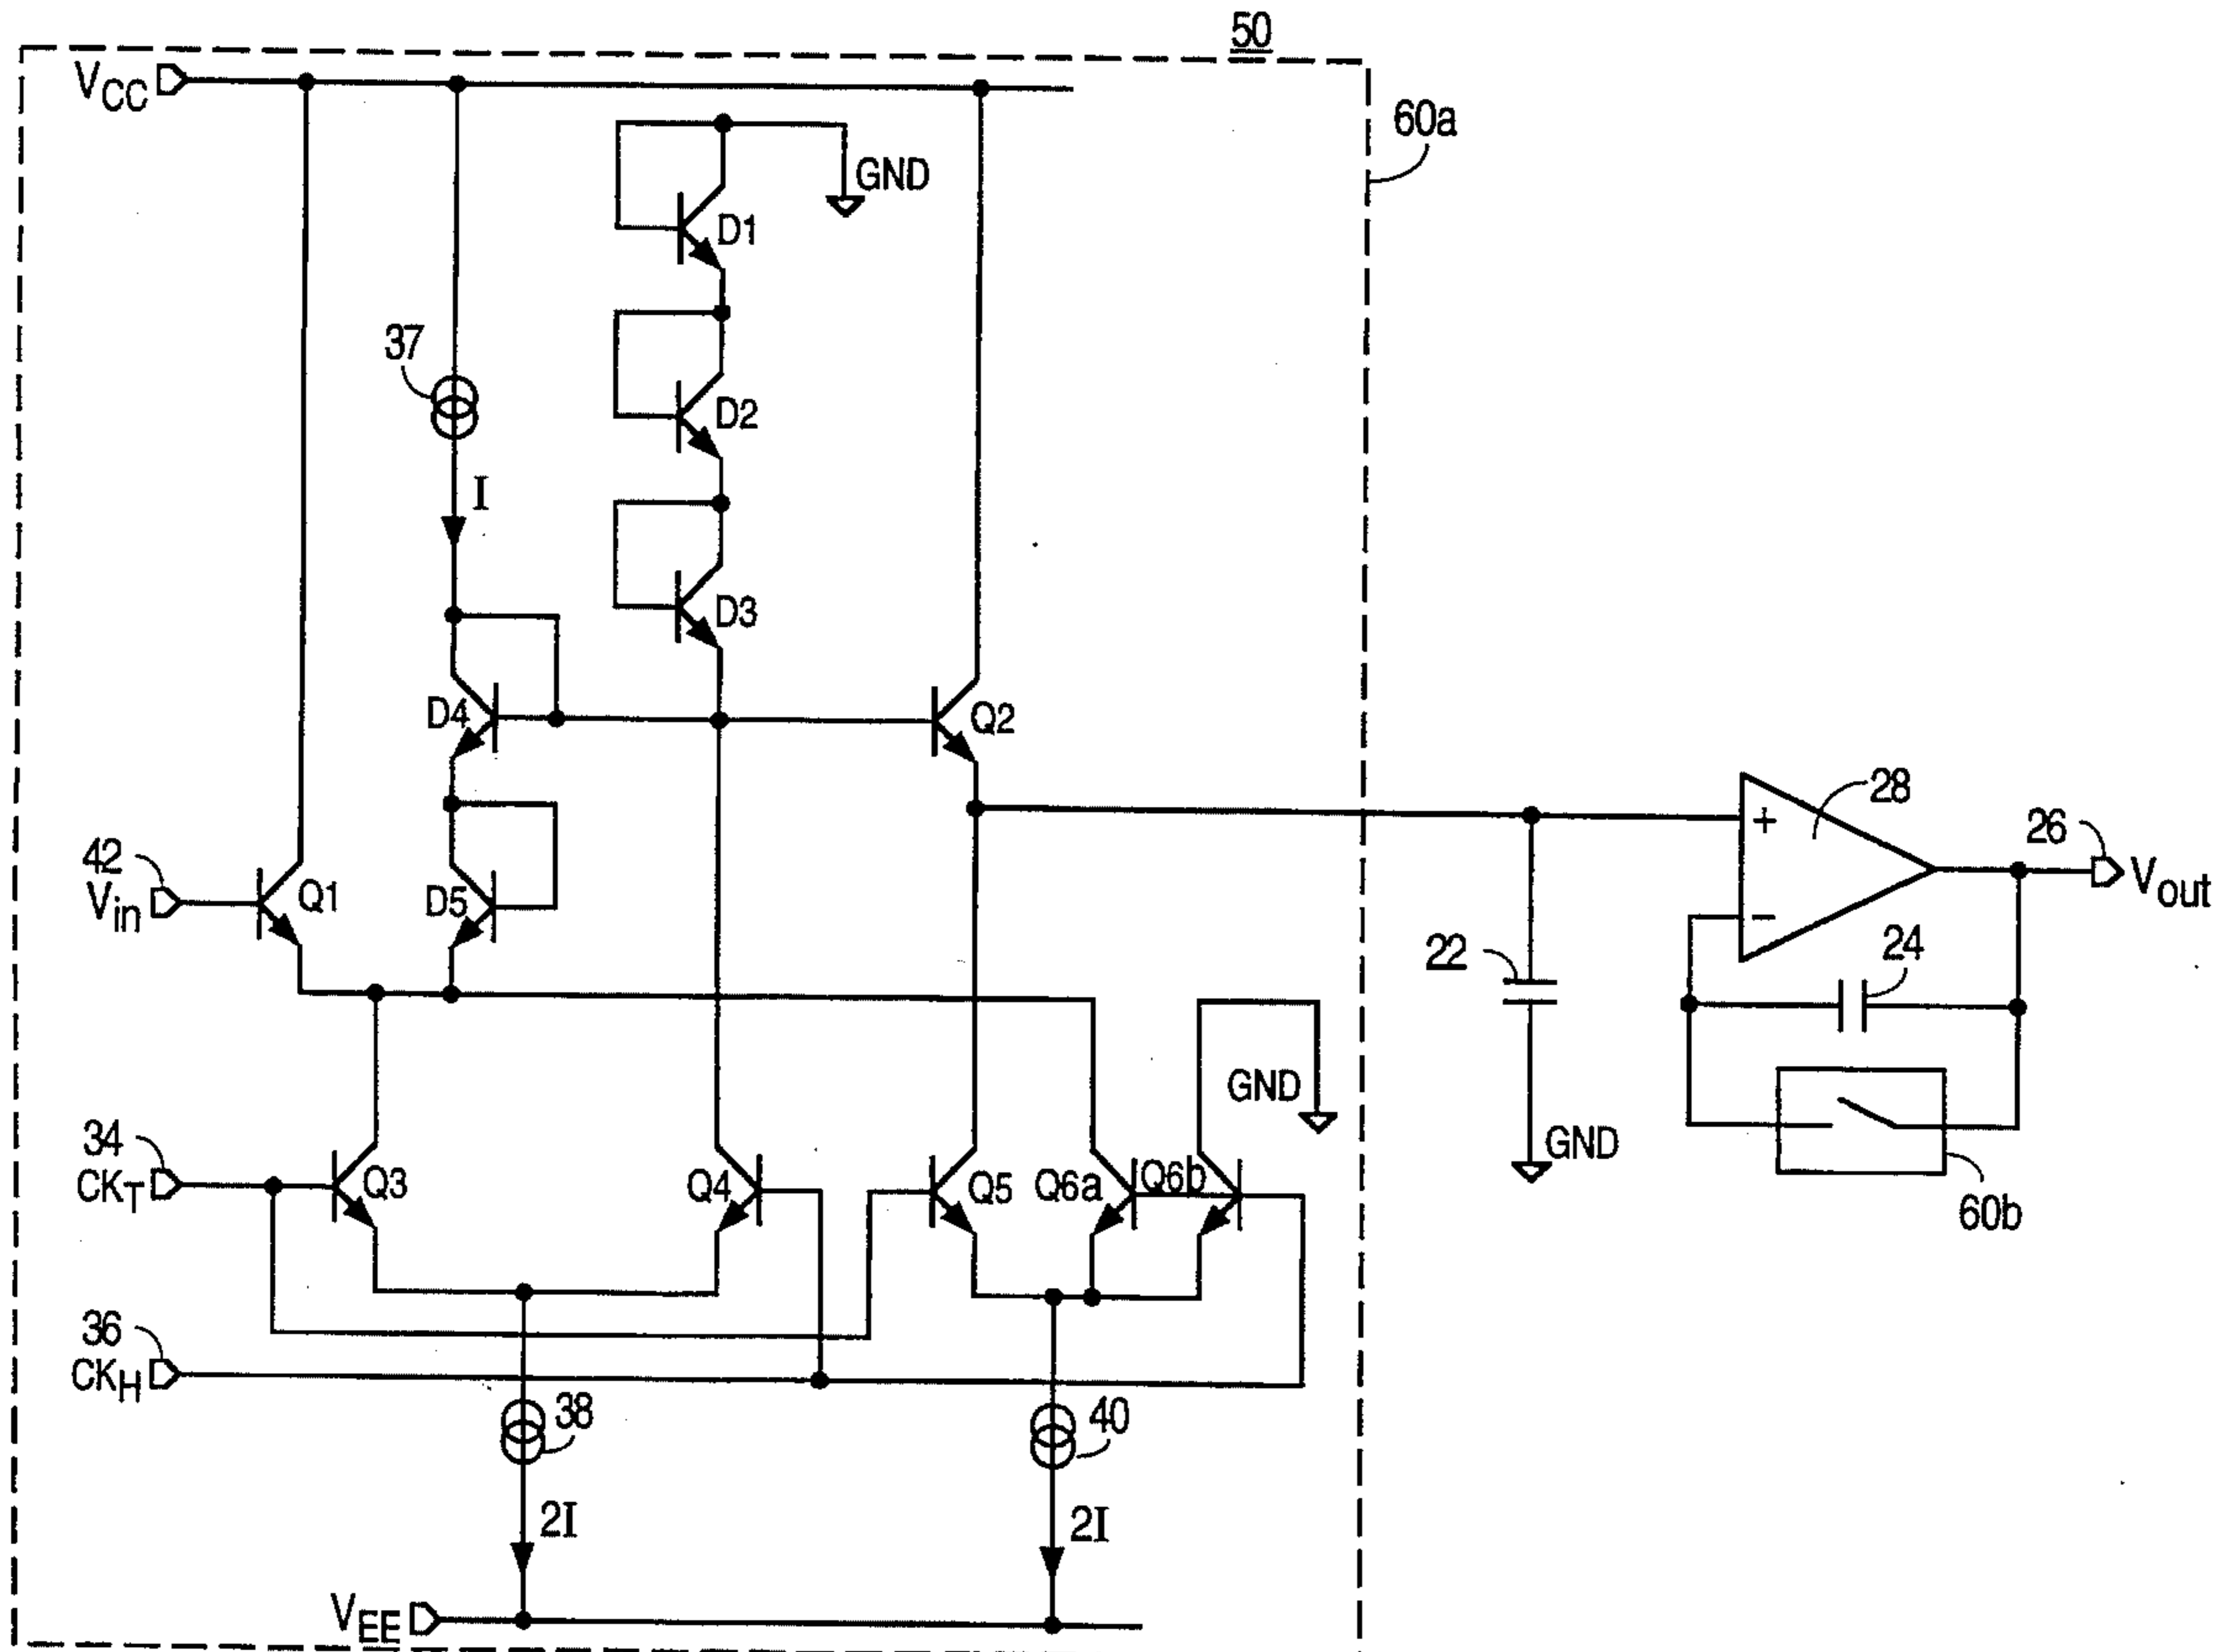 50
VCC
60a
GND
D1
37
D2
I
D3
D4
Q2
28
42
Vin
Q1
D5
26
Vout
22
24
GND
34
CKT
Q3
Q4
Q5
Q6a
Q6b
GND
60b
36
CKH
38
40
2I
2I
VEE